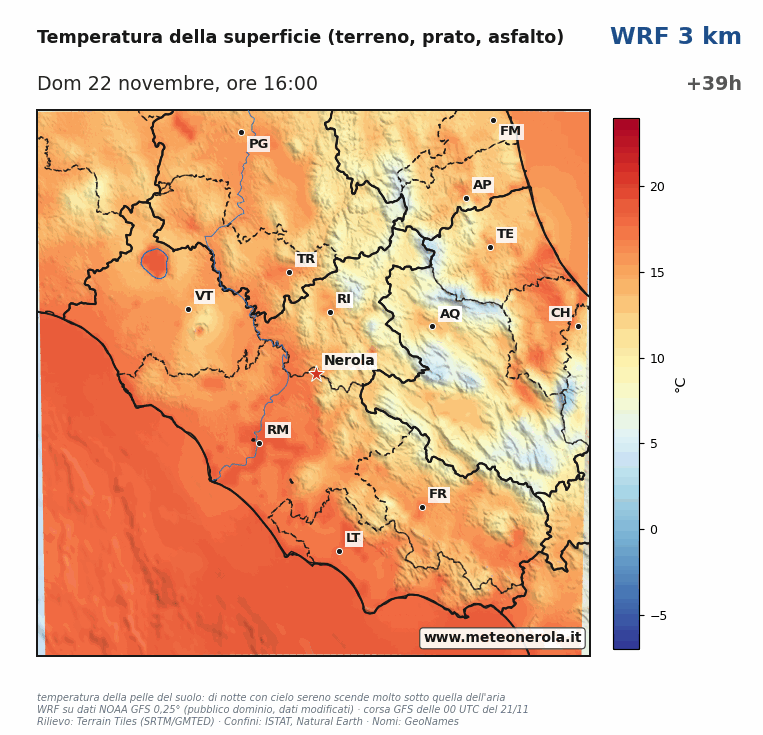 Temperatura della superficie (terreno, prato, asfalto)
WRF 3 km
Dom 22 novembre, ore 16:00
+39h
FM
PG
AP
TE
TR
VT
RI
AQ
CH
Nerola
RM
FR
LT
20
15
10
5
0
−5
°C
www.meteonerola.it
temperatura della pelle del suolo: di notte con cielo sereno scende molto sotto quella dell'aria
WRF su dati NOAA GFS 0,25° (pubblico dominio, dati modificati) · corsa GFS delle 00 UTC del 21/11
Rilievo: Terrain Tiles (SRTM/GMTED) · Confini: ISTAT, Natural Earth · Nomi: GeoNames